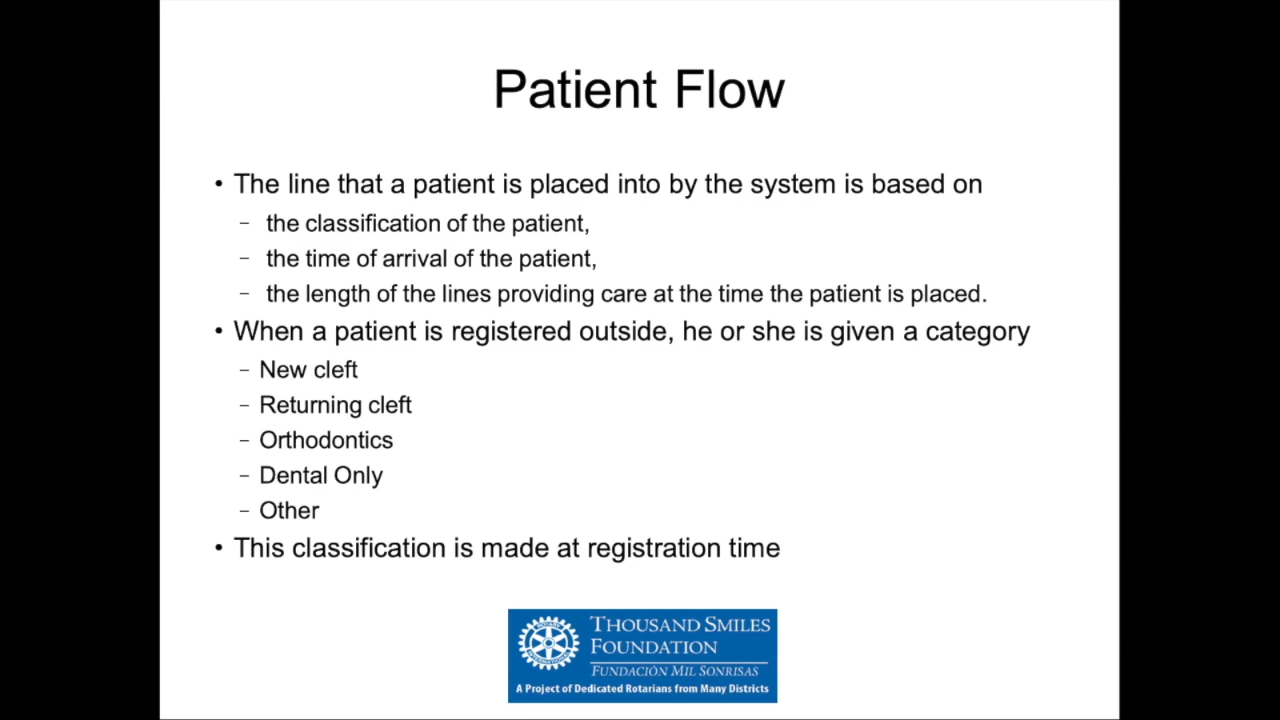 Patient Flow
• The line that a patient is placed into by the system is based on
– the classification of the patient,
– the time of arrival of the patient,
– the length of the lines providing care at the time the patient is placed.
• When a patient is registered outside, he or she is given a category
– New cleft
– Returning cleft
– Orthodontics
– Dental Only
– Other
• This classification is made at registration time
THOUSAND SMILES
FOUNDATION
FUNDACIÓN MIL SONRISAS
A Project of Dedicated Rotarians from Many Districts